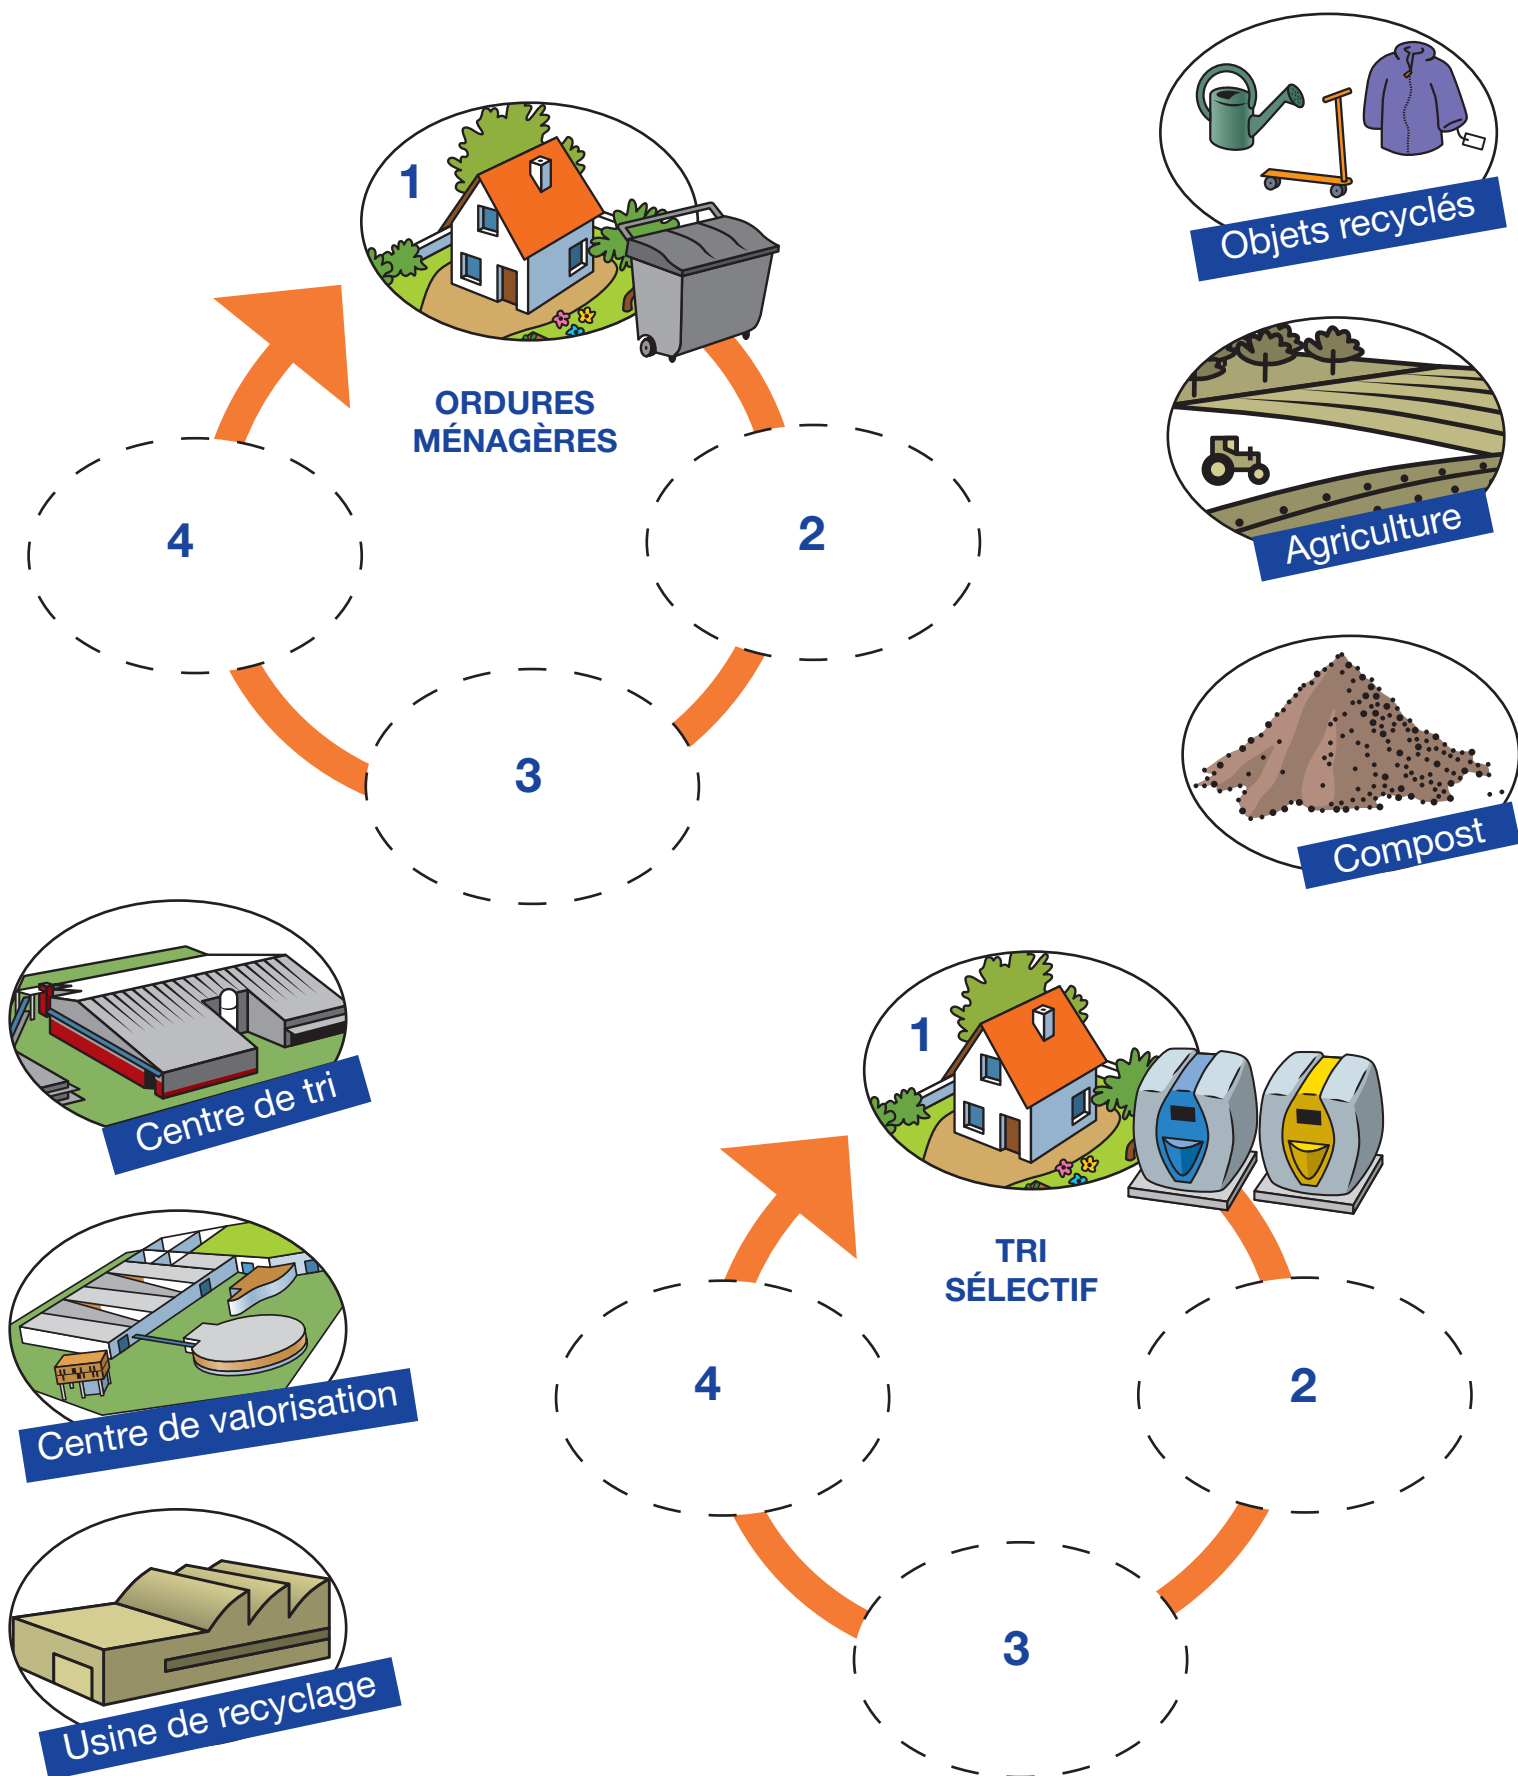 Objets recyclés
1
ORDURES
MÉNAGÈRES
4
2
Agriculture
3
Compost
Centre de tri
1
TRI
SÉLECTIF
Centre de valorisation
4
2
3
Usine de recyclage